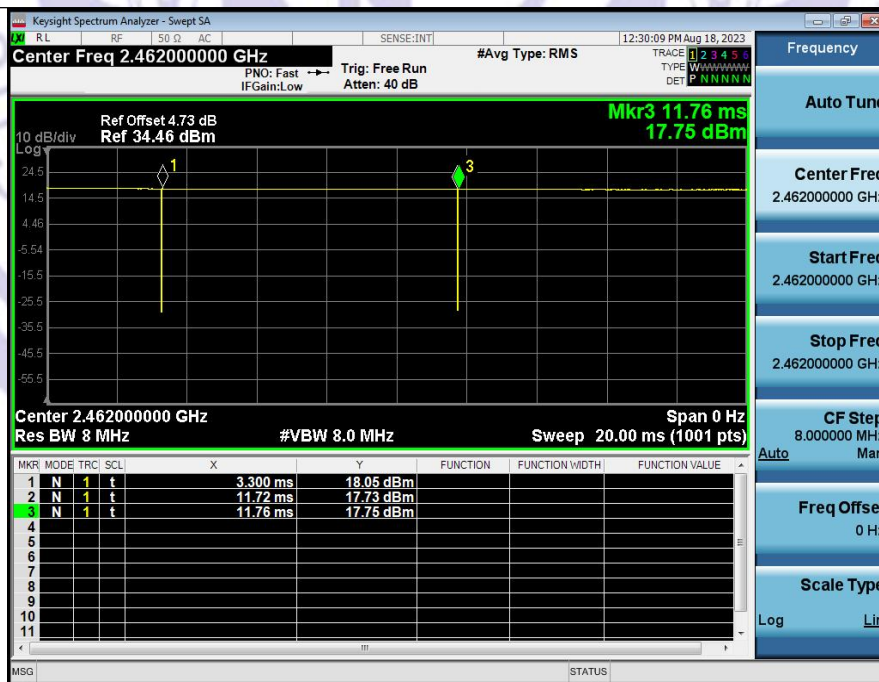 Keysight Spectrum Analyzer - Swept SA
RL RF 50 Ω AC SENSE:INT 12:30:09 PM Aug 18, 2023
Center Freq 2.462000000 GHz #Avg Type: RMS TRACE 1 2 3 4 5 6
PNO: Fast Trig: Free Run TYPE WWWWWW
IFGain:Low Atten: 40 dB DET P N N N N N
Ref Offset 4.73 dB Mkr3 11.76 ms
10 dB/div Ref 34.46 dBm 17.75 dBm
Log
1
3
24.5
14.5
4.46
-5.54
-15.5
-25.5
-35.5
-45.5
-55.5
Center 2.462000000 GHz Span 0 Hz
Res BW 8 MHz #VBW 8.0 MHz Sweep 20.00 ms (1001 pts)
MKR MODE TRC SCL X Y FUNCTION FUNCTION WIDTH FUNCTION VALUE
1 N 1 t 3.300 ms 18.05 dBm
2 N 1 t 11.72 ms 17.73 dBm
3 N 1 t 11.76 ms 17.75 dBm
4
5
6
7
8
9
10
11
MSG STATUS
Frequency
Auto Tune
Center Freq
2.462000000 GHz
Start Freq
2.462000000 GHz
Stop Freq
2.462000000 GHz
CF Step
8.000000 MHz
Auto Man
Freq Offset
0 Hz
Scale Type
Log Lin